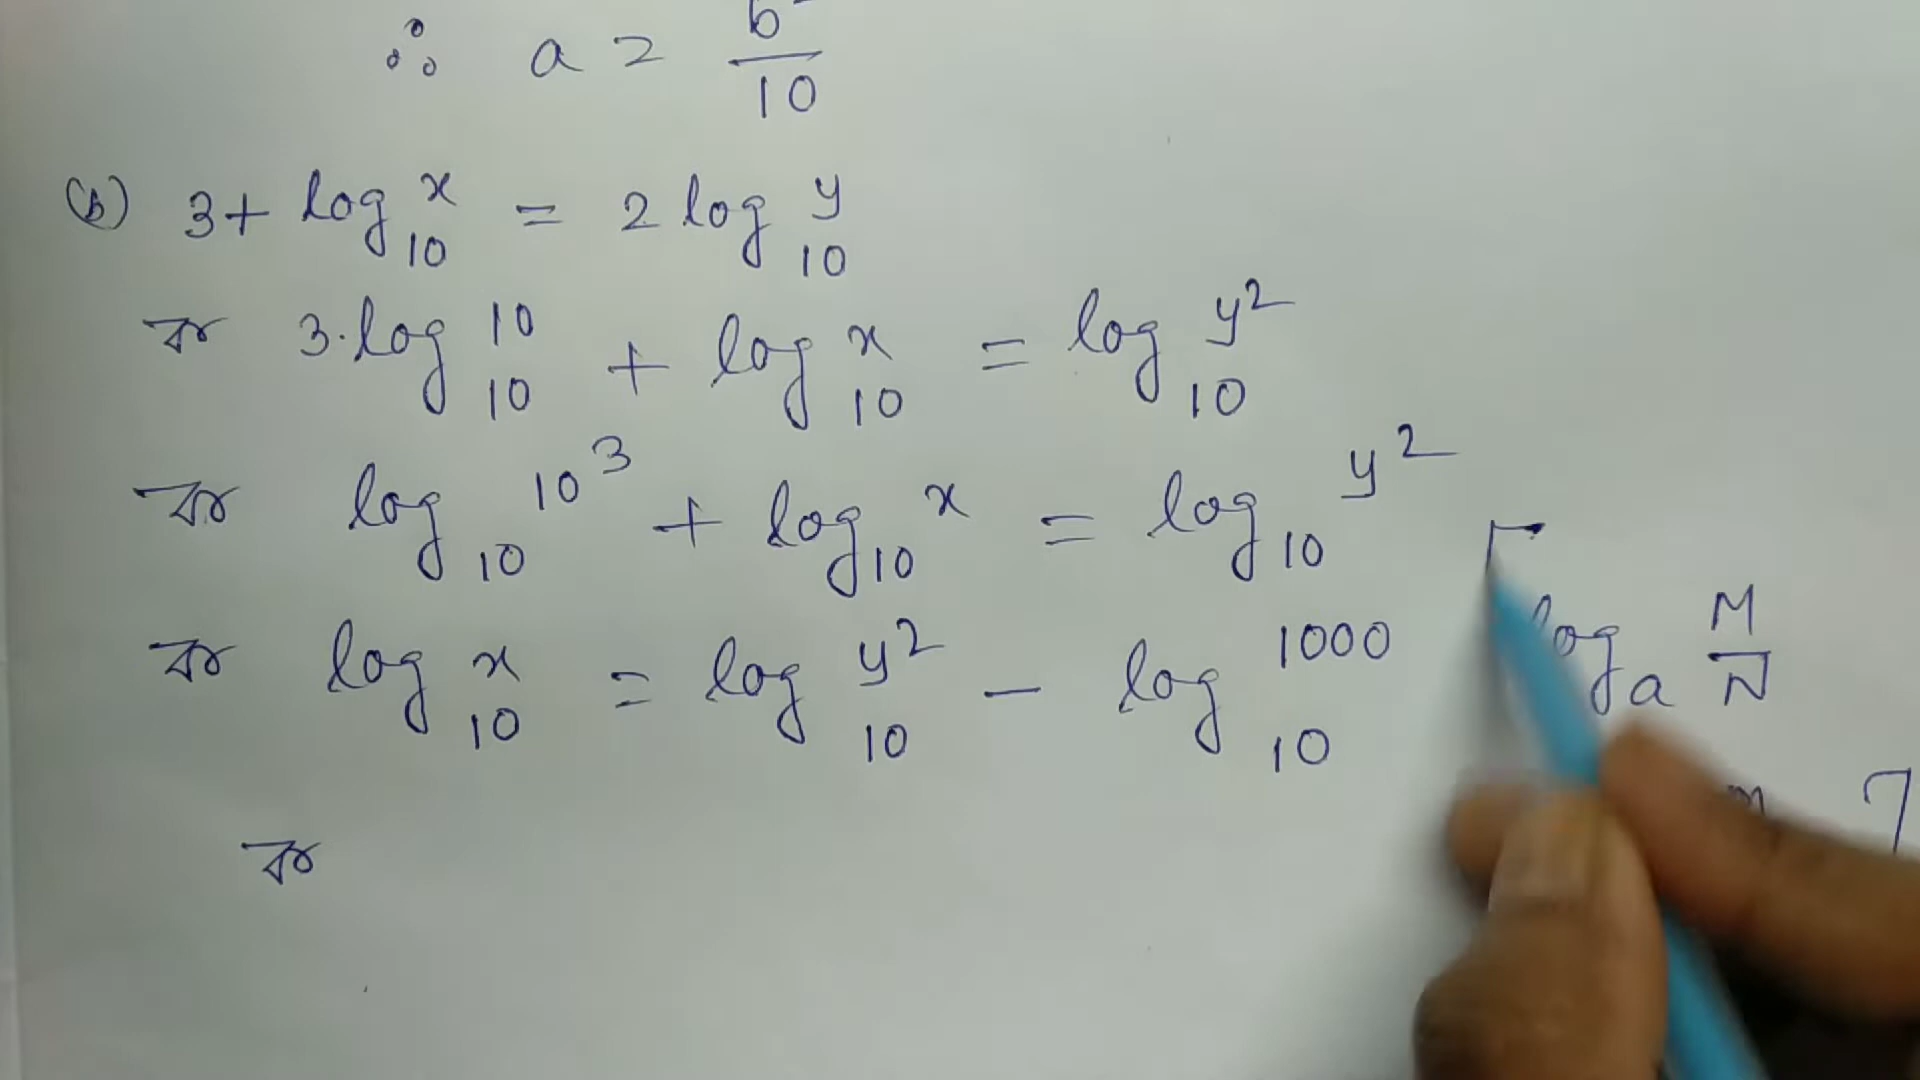 ∴ a = b²/10
(b) 3 + log₁₀ x = 2 log₁₀ y
বা 3·log₁₀ 10 + log₁₀ x = log₁₀ y²
বা log₁₀ 10³ + log₁₀ x = log₁₀ y²
বা log₁₀ x = log₁₀ y² − log₁₀ 1000
logₐ M/N
বা